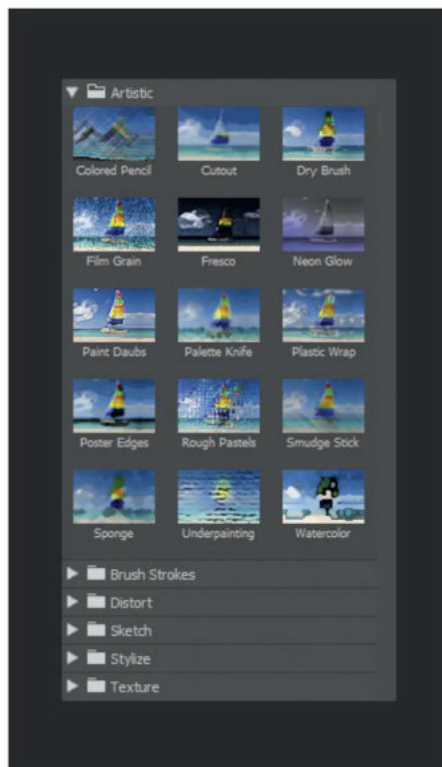 Artistic
Colored Pencil Cutout Dry Brush
Film Grain Fresco Neon Glow
Paint Daubs Palette Knife Plastic Wrap
Poster Edges Rough Pastels Smudge Stick
Sponge Underpainting Watercolor
Brush Strokes
Distort
Sketch
Stylize
Texture